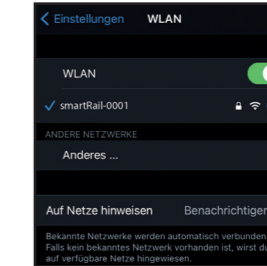 Einstellungen WLAN
WLAN
smartRail-0001
ANDERE NETZWERKE
Anderes ...
Auf Netze hinweisen Benachrichtigen
Bekannte Netzwerke werden automatisch verbunden
Falls kein bekanntes Netzwerk vorhanden ist, wirst du
auf verfügbare Netze hingewiesen.